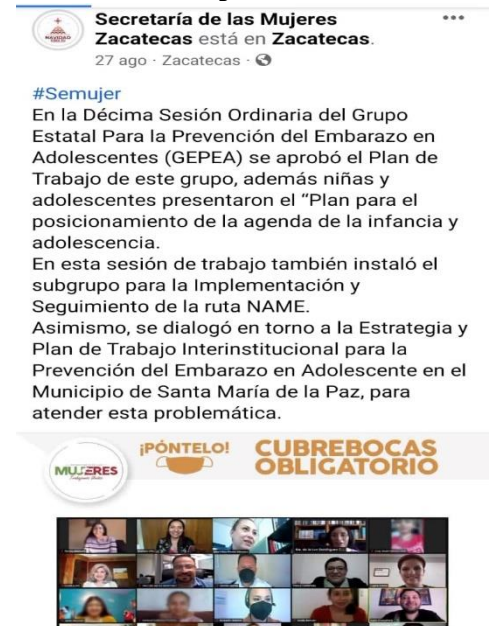 Secretaría de las Mujeres
Zacatecas está en Zacatecas.
27 ago · Zacatecas ·
#Semujer
En la Décima Sesión Ordinaria del Grupo
Estatal Para la Prevención del Embarazo en
Adolescentes (GEPEA) se aprobó el Plan de
Trabajo de este grupo, además niñas y
adolescentes presentaron el “Plan para el
posicionamiento de la agenda de la infancia y
adolescencia.
En esta sesión de trabajo también instaló el
subgrupo para la Implementación y
Seguimiento de la ruta NAME.
Asimismo, se dialogó en torno a la Estrategia y
Plan de Trabajo Interinstitucional para la
Prevención del Embarazo en Adolescente en el
Municipio de Santa María de la Paz, para
atender esta problemática.
MUJERES
¡PÓNTELO!
CUBREBOCAS
OBLIGATORIO